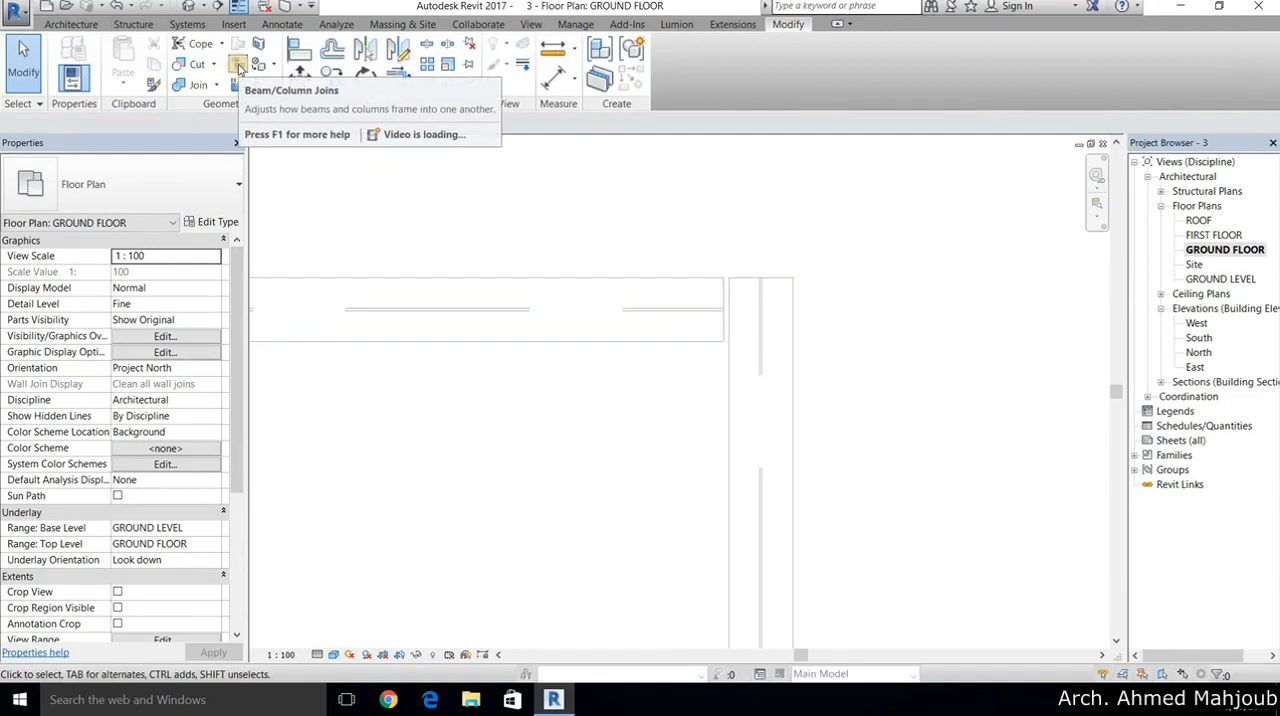 Autodesk Revit 2017 - 3 - Floor Plan: GROUND FLOOR
Type a keyword or phrase
Sign In
Architecture Structure Systems Insert Annotate Analyze Massing & Site Collaborate View Manage Add-Ins Lumion Extensions Modify
Modify
Paste
Cope
Cut
Join
Select Properties Clipboard Geomet View Measure Create
Beam/Column Joins
Adjusts how beams and columns frame into one another.
Press F1 for more help Video is loading...
Properties
Floor Plan
Floor Plan: GROUND FLOOR Edit Type
Graphics
View Scale 1 : 100
Scale Value 1: 100
Display Model Normal
Detail Level Fine
Parts Visibility Show Original
Visibility/Graphics Ov... Edit...
Graphic Display Opti... Edit...
Orientation Project North
Wall Join Display Clean all wall joins
Discipline Architectural
Show Hidden Lines By Discipline
Color Scheme Location Background
Color Scheme <none>
System Color Schemes Edit...
Default Analysis Displ... None
Sun Path
Underlay
Range: Base Level GROUND LEVEL
Range: Top Level GROUND FLOOR
Underlay Orientation Look down
Extents
Crop View
Crop Region Visible
Annotation Crop
View Range Edit
Properties help Apply
Project Browser - 3
Views (Discipline)
Architectural
Structural Plans
Floor Plans
ROOF
FIRST FLOOR
GROUND FLOOR
Site
GROUND LEVEL
Ceiling Plans
Elevations (Building Ele
West
South
North
East
Sections (Building Secti
Coordination
Legends
Schedules/Quantities
Sheets (all)
Families
Groups
Revit Links
1 : 100
Click to select, TAB for alternates, CTRL adds, SHIFT unselects.
:0
Main Model
:0
Search the web and Windows
Arch. Ahmed Mahjoub